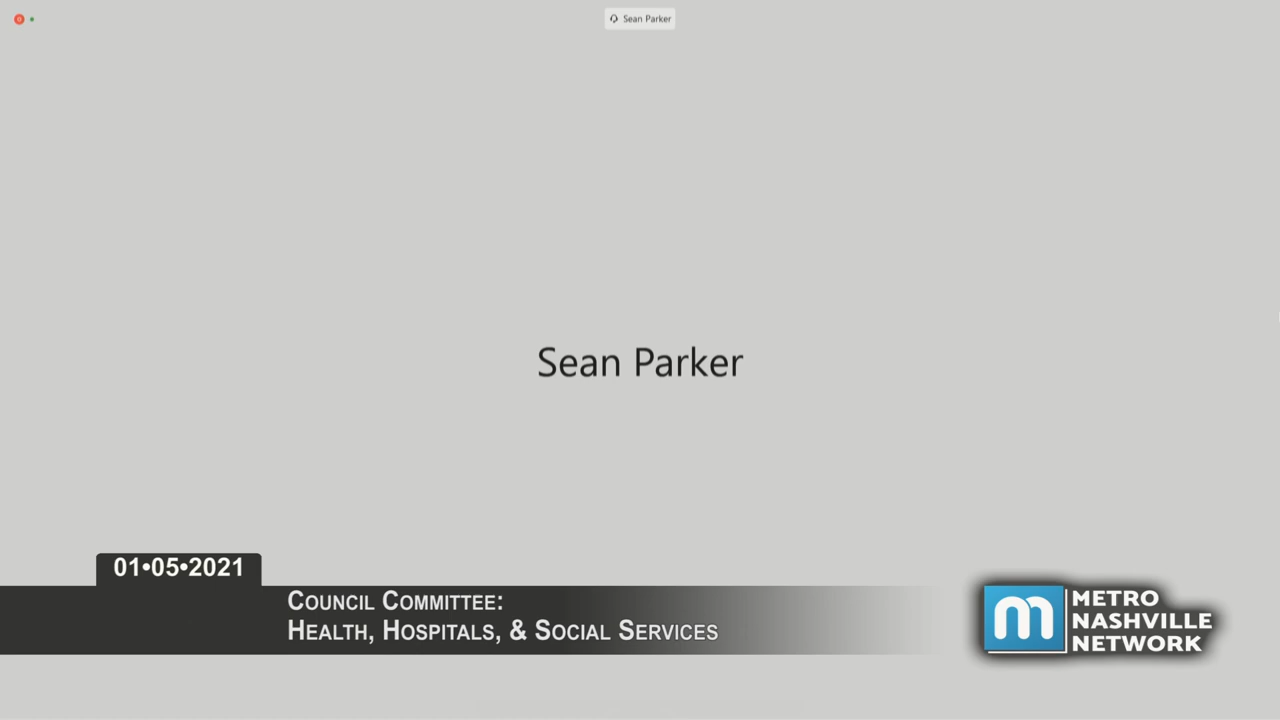 Sean Parker
Sean Parker
01•05•2021
Council Committee:
Health, Hospitals, & Social Services
m
METRO
NASHVILLE
NETWORK